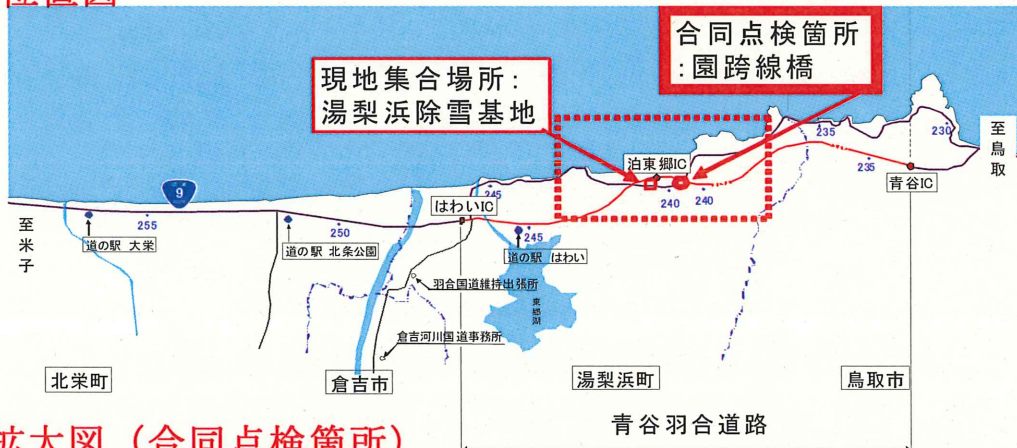 位置図
合同点検箇所
:園跨線橋
現地集合場所:
湯梨浜除雪基地
至鳥取
235
230
235
泊東郷IC
青谷IC
9
245
240
240
はわいIC
至米子
255
250
245
道の駅 大栄
道の駅 北条公園
道の駅 はわい
羽合国道維持出張所
東郷湖
倉吉河川国道事務所
北栄町
倉吉市
湯梨浜町
鳥取市
青谷羽合道路
拡大図(合同点検箇所)